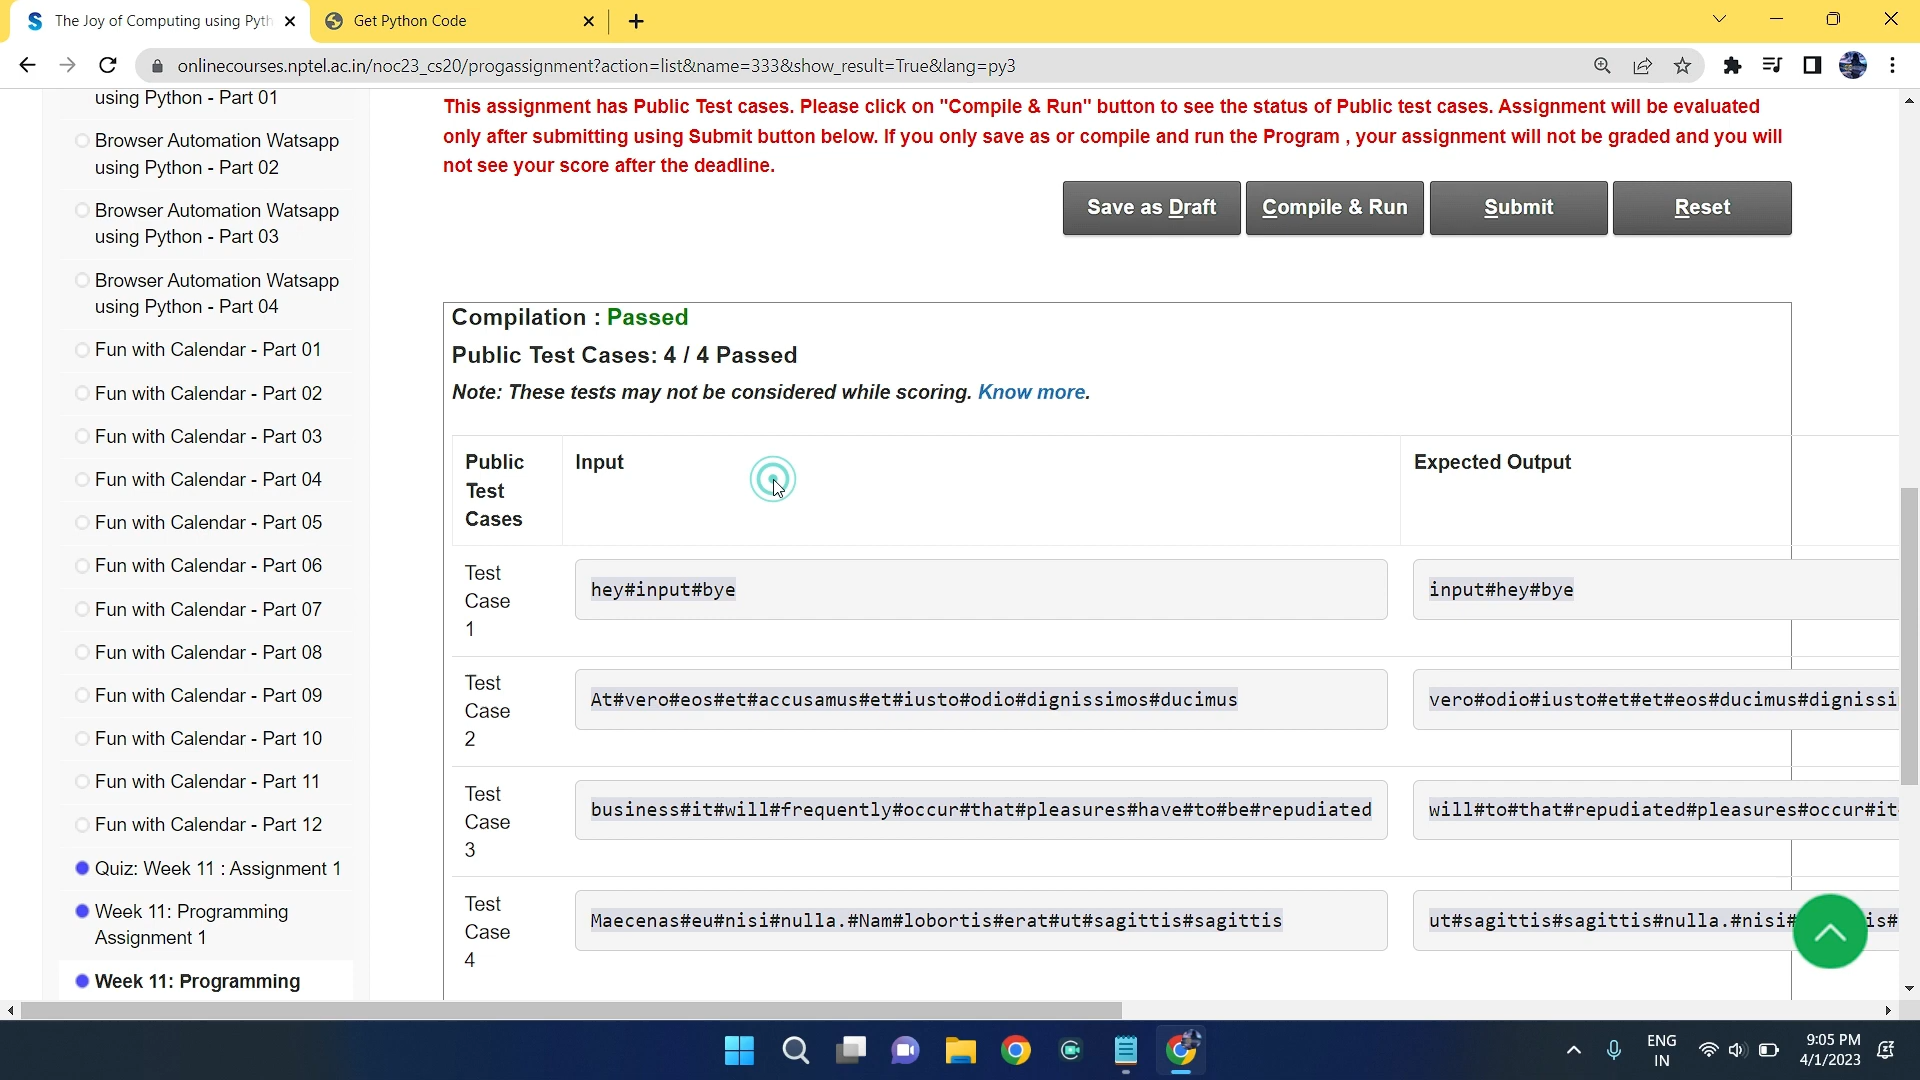 The Joy of Computing using Pyth
Get Python Code
onlinecourses.nptel.ac.in/noc23_cs20/progassignment?action=list&name=333&show_result=True&lang=py3
using Python - Part 01
Browser Automation Watsapp
using Python - Part 02
Browser Automation Watsapp
using Python - Part 03
Browser Automation Watsapp
using Python - Part 04
Fun with Calendar - Part 01
Fun with Calendar - Part 02
Fun with Calendar - Part 03
Fun with Calendar - Part 04
Fun with Calendar - Part 05
Fun with Calendar - Part 06
Fun with Calendar - Part 07
Fun with Calendar - Part 08
Fun with Calendar - Part 09
Fun with Calendar - Part 10
Fun with Calendar - Part 11
Fun with Calendar - Part 12
Quiz: Week 11 : Assignment 1
Week 11: Programming
Assignment 1
Week 11: Programming
This assignment has Public Test cases. Please click on "Compile & Run" button to see the status of Public test cases. Assignment will be evaluated
only after submitting using Submit button below. If you only save as or compile and run the Program , your assignment will not be graded and you will
not see your score after the deadline.
Save as Draft
Compile & Run
Submit
Reset
Compilation : Passed
Public Test Cases: 4 / 4 Passed
Note: These tests may not be considered while scoring. Know more.
Public
Test
Cases
Input
Expected Output
Test
Case
1
hey#input#bye
input#hey#bye
Test
Case
2
At#vero#eos#et#accusamus#et#iusto#odio#dignissimos#ducimus
vero#odio#iusto#et#et#eos#ducimus#dignissi
Test
Case
3
business#it#will#frequently#occur#that#pleasures#have#to#be#repudiated
will#to#that#repudiated#pleasures#occur#it
Test
Case
4
Maecenas#eu#nisi#nulla.#Nam#lobortis#erat#ut#sagittis#sagittis
ut#sagittis#sagittis#nulla.#nisi#
is#
ENG
IN
9:05 PM
4/1/2023